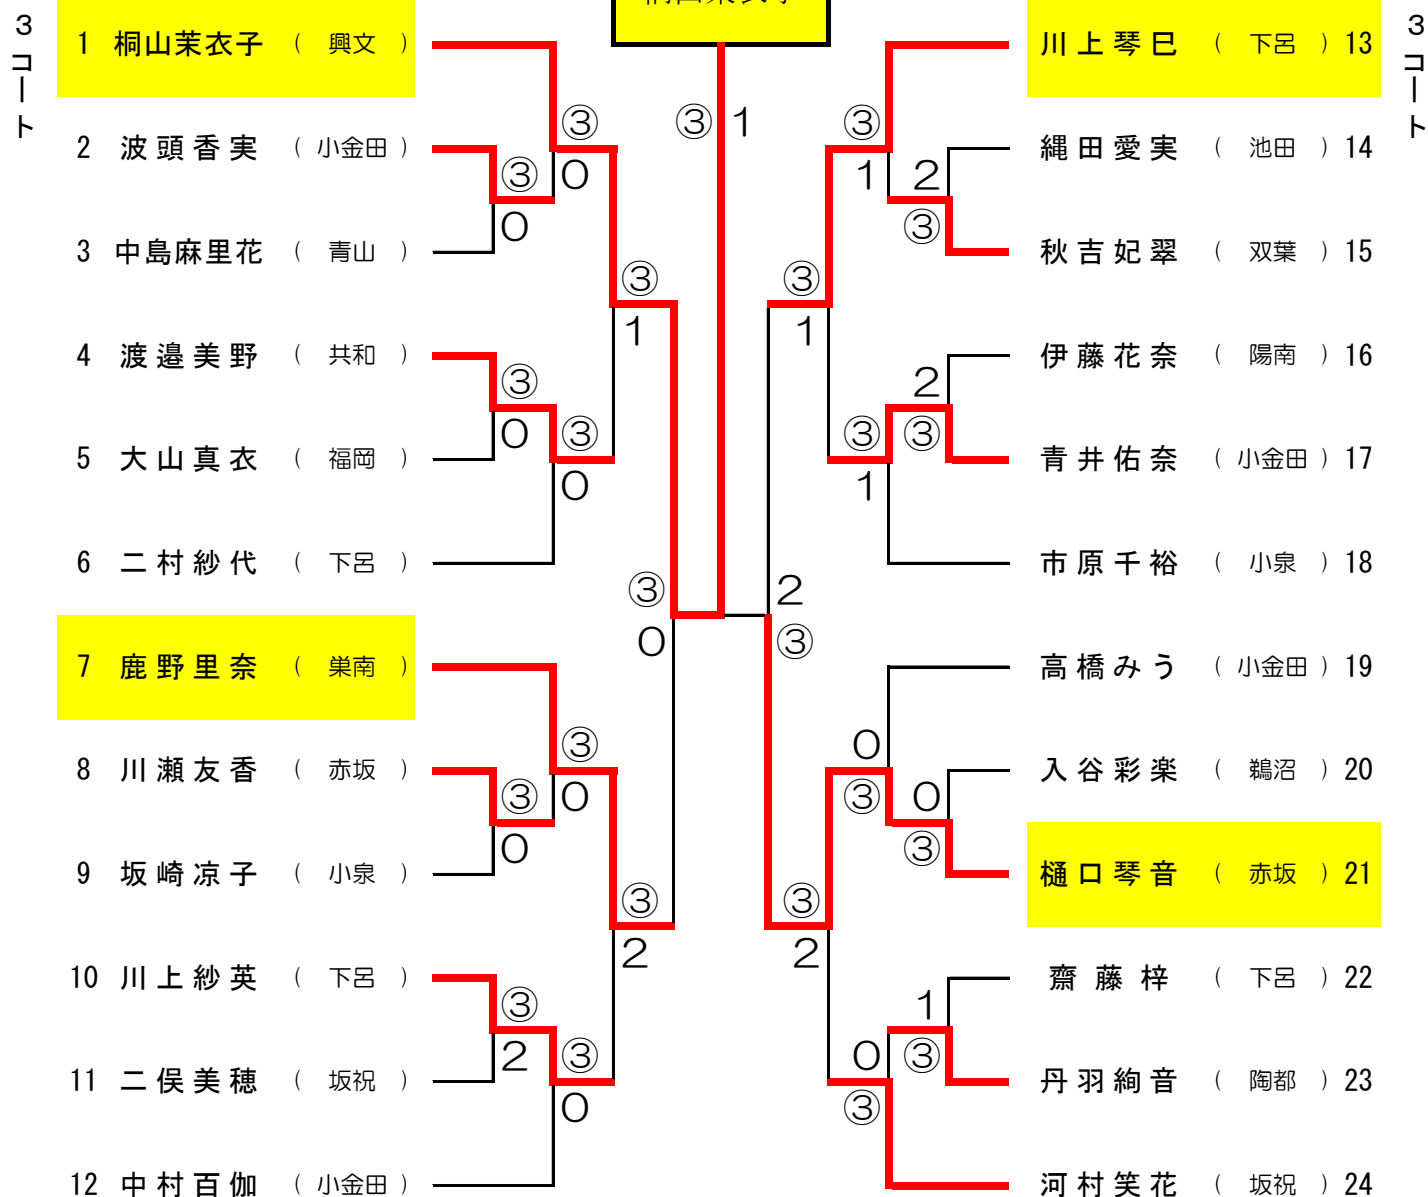 3コート
3コート
1 桐山茉衣子 ( 興文 )
2 波頭香実 ( 小金田 )
3 中島麻里花 ( 青山 )
4 渡邉美野 ( 共和 )
5 大山真衣 ( 福岡 )
6 二村紗代 ( 下呂 )
7 鹿野里奈 ( 巣南 )
8 川瀬友香 ( 赤坂 )
9 坂崎凉子 ( 小泉 )
10 川上紗英 ( 下呂 )
11 二俣美穂 ( 坂祝 )
12 中村百伽 ( 小金田 )
③
0
③
0
③
0
③
0
③
1
③
0
③
0
③
2
③
0
③
2
③
0
③ 1
2
③
③
1
2
③
③
1
2
③
③
1
0
③
0
③
③
2
1
③
0
③
川上琴巳 ( 下呂 ) 13
縄田愛実 ( 池田 ) 14
秋吉妃翠 ( 双葉 ) 15
伊藤花奈 ( 陽南 ) 16
青井佑奈 ( 小金田 ) 17
市原千裕 ( 小泉 ) 18
高橋みう ( 小金田 ) 19
入谷彩楽 ( 鵜沼 ) 20
樋口琴音 ( 赤坂 ) 21
齋藤梓 ( 下呂 ) 22
丹羽絢音 ( 陶都 ) 23
河村笑花 ( 坂祝 ) 24